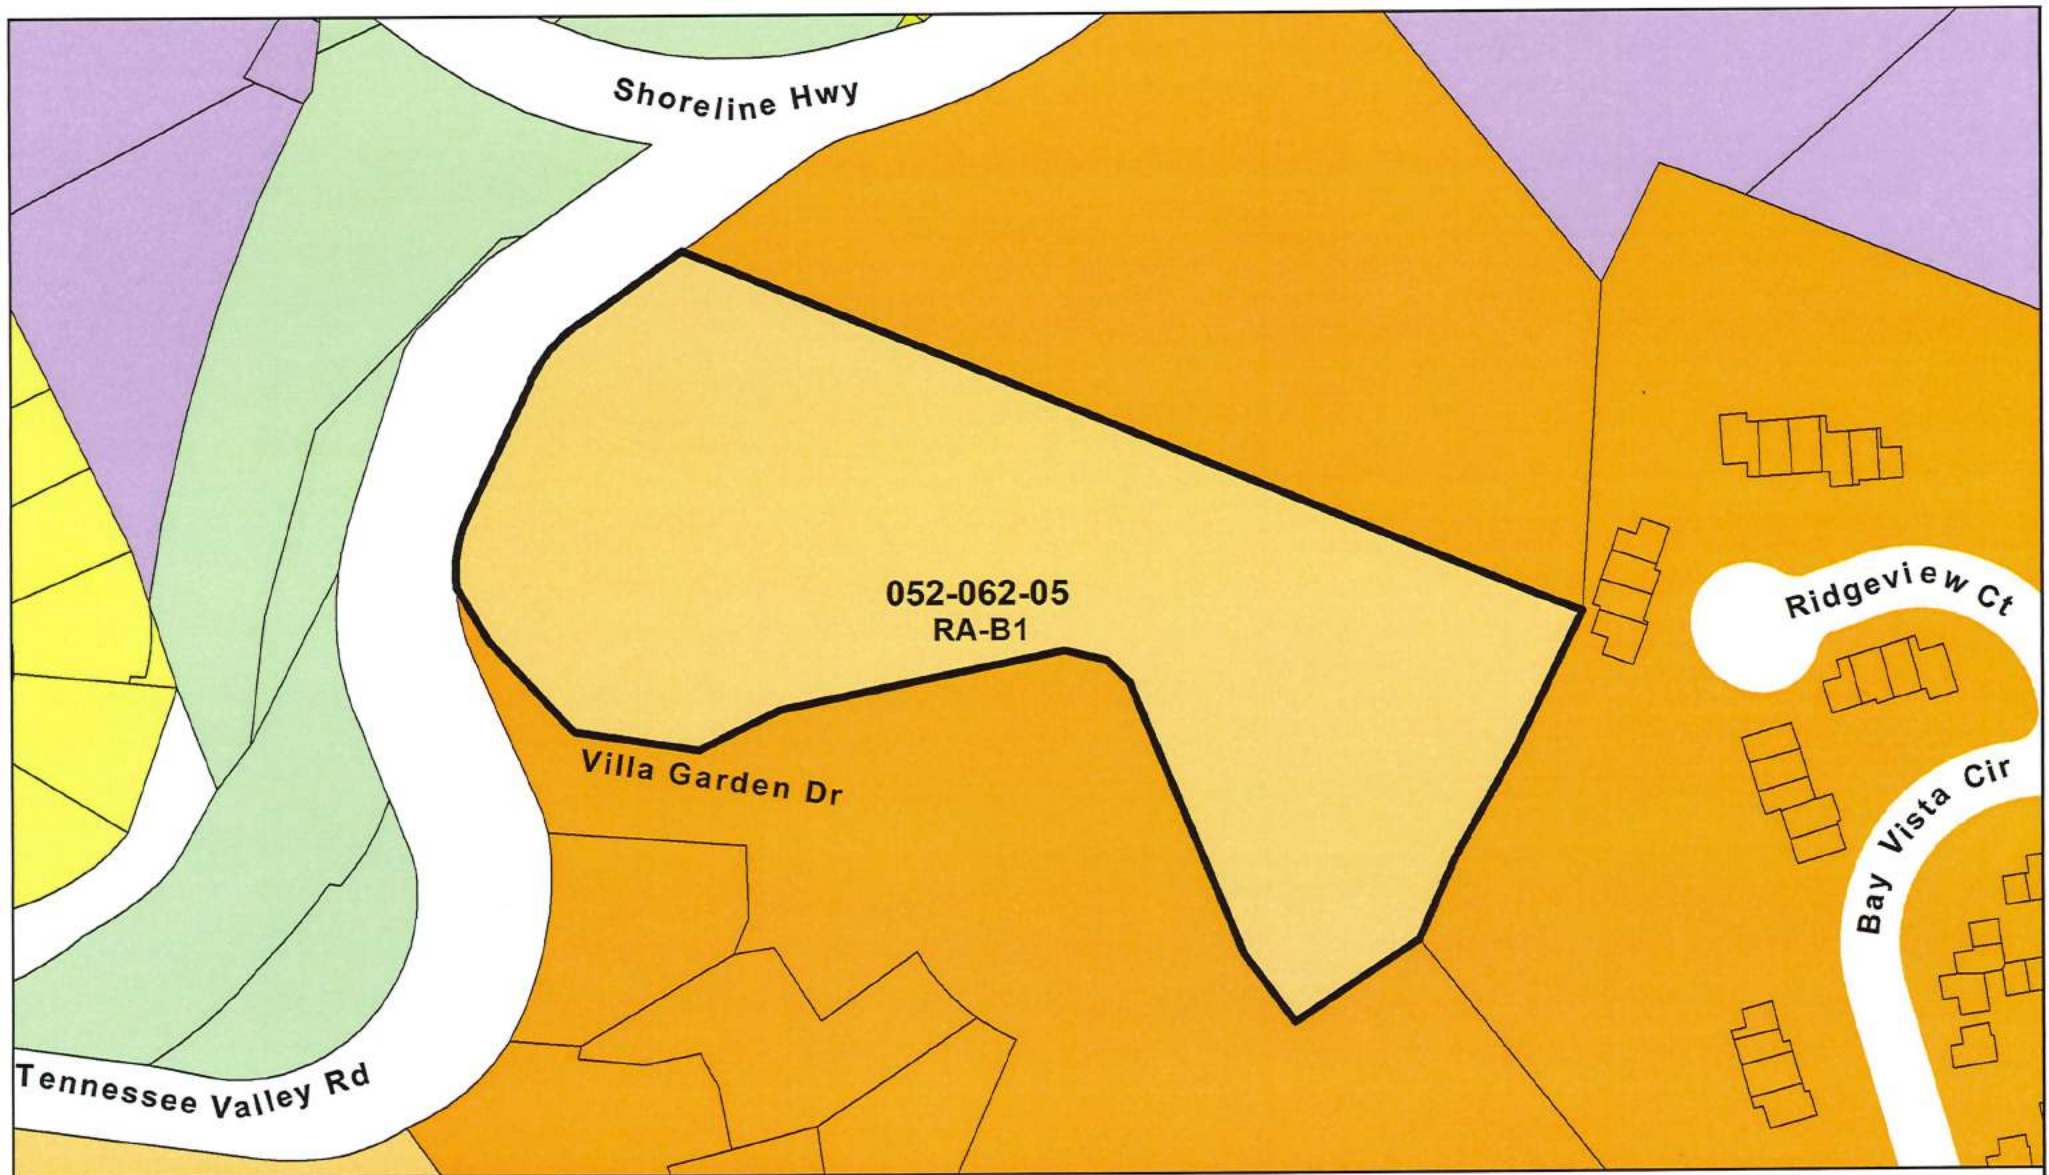 Shoreline Hwy
052-062-05
RA-B1
Ridgeview Ct
Villa Garden Dr
Bay Vista Cir
Tennessee Valley Rd